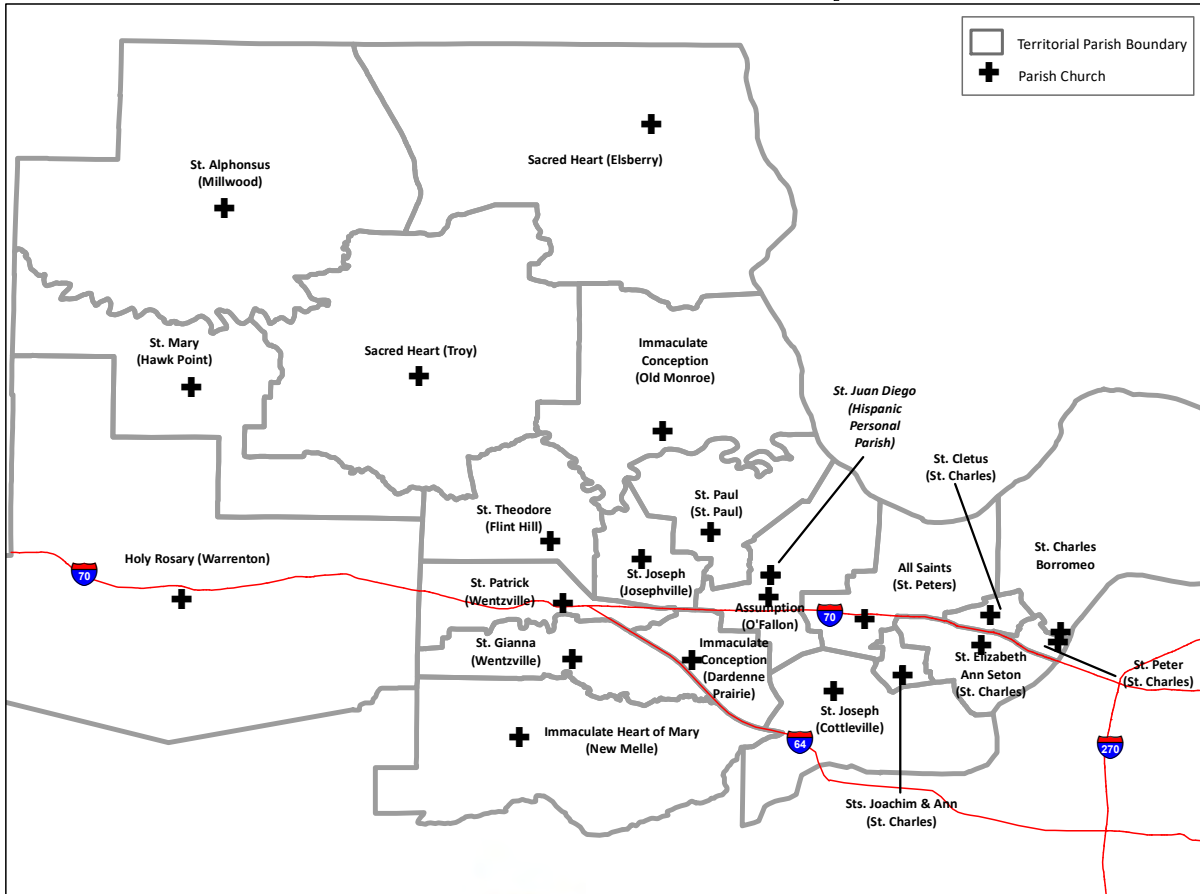 Territorial Parish Boundary
Parish Church
St. Alphonsus
(Millwood)
Sacred Heart (Elsberry)
St. Mary
(Hawk Point)
Sacred Heart (Troy)
Immaculate
Conception
(Old Monroe)
St. Juan Diego
(Hispanic
Personal
Parish)
St. Cletus
(St. Charles)
St. Theodore
(Flint Hill)
St. Paul
(St. Paul)
Holy Rosary (Warrenton)
70
St. Patrick
(Wentzville)
St. Joseph
(Josephville)
Assumption
(O'Fallon)
70
All Saints
(St. Peters)
St. Charles
Borromeo
St. Gianna
(Wentzville)
Immaculate
Conception
(Dardenne
Prairie)
St. Elizabeth
Ann Seton
(St. Charles)
St. Peter
(St. Charles)
St. Joseph
(Cottleville)
Immaculate Heart of Mary
(New Melle)
64
270
Sts. Joachim & Ann
(St. Charles)